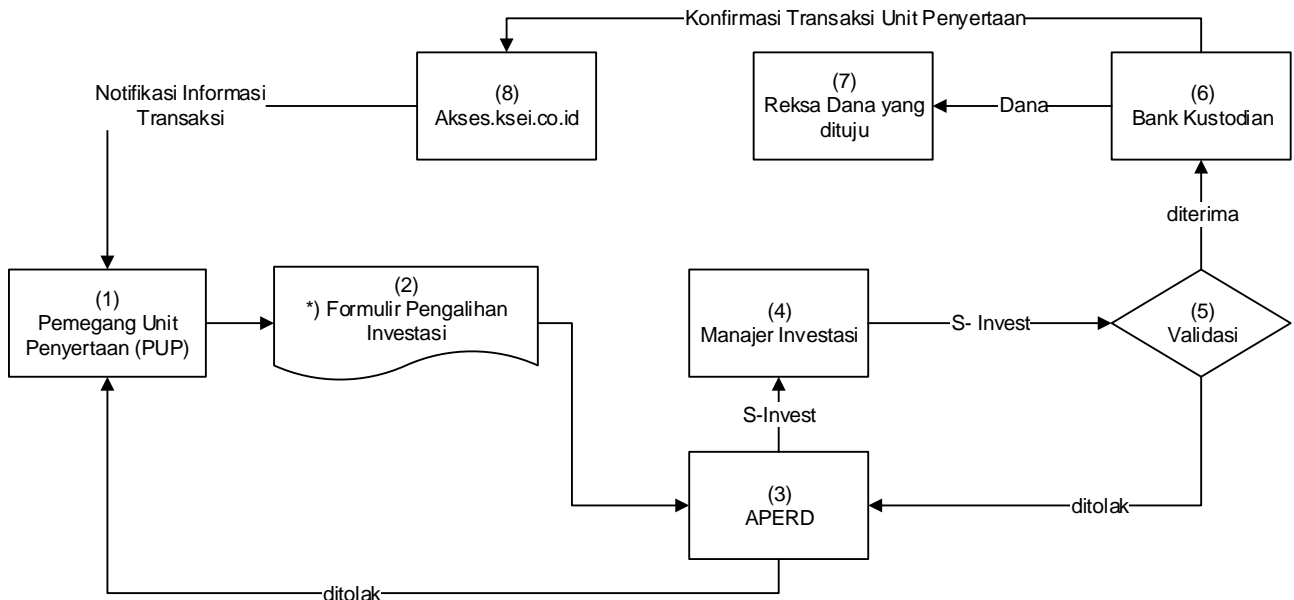 Konfirmasi Transaksi Unit Penyertaan
Notifikasi Informasi
Transaksi
(8)
Akses.ksei.co.id
(7)
Reksa Dana yang
dituju
Dana
(6)
Bank Kustodian
diterima
(1)
Pemegang Unit
Penyertaan (PUP)
(2)
*) Formulir Pengalihan
Investasi
(4)
Manajer Investasi
S- Invest
(5)
Validasi
S-Invest
(3)
APERD
ditolak
ditolak